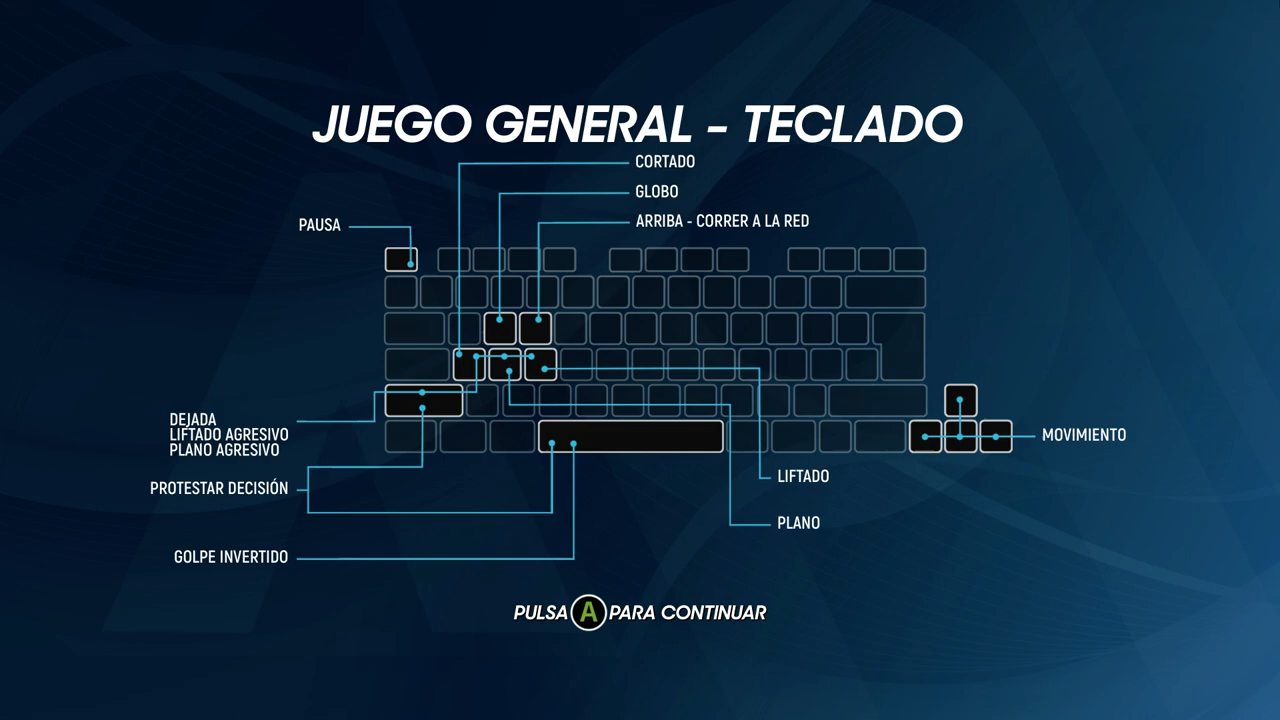 JUEGO GENERAL - TECLADO
CORTADO
GLOBO
ARRIBA - CORRER A LA RED
PAUSA
DEJADA
LIFTADO AGRESIVO
PLANO AGRESIVO
MOVIMIENTO
PROTESTAR DECISIÓN
LIFTADO
PLANO
GOLPE INVERTIDO
PULSA A PARA CONTINUAR